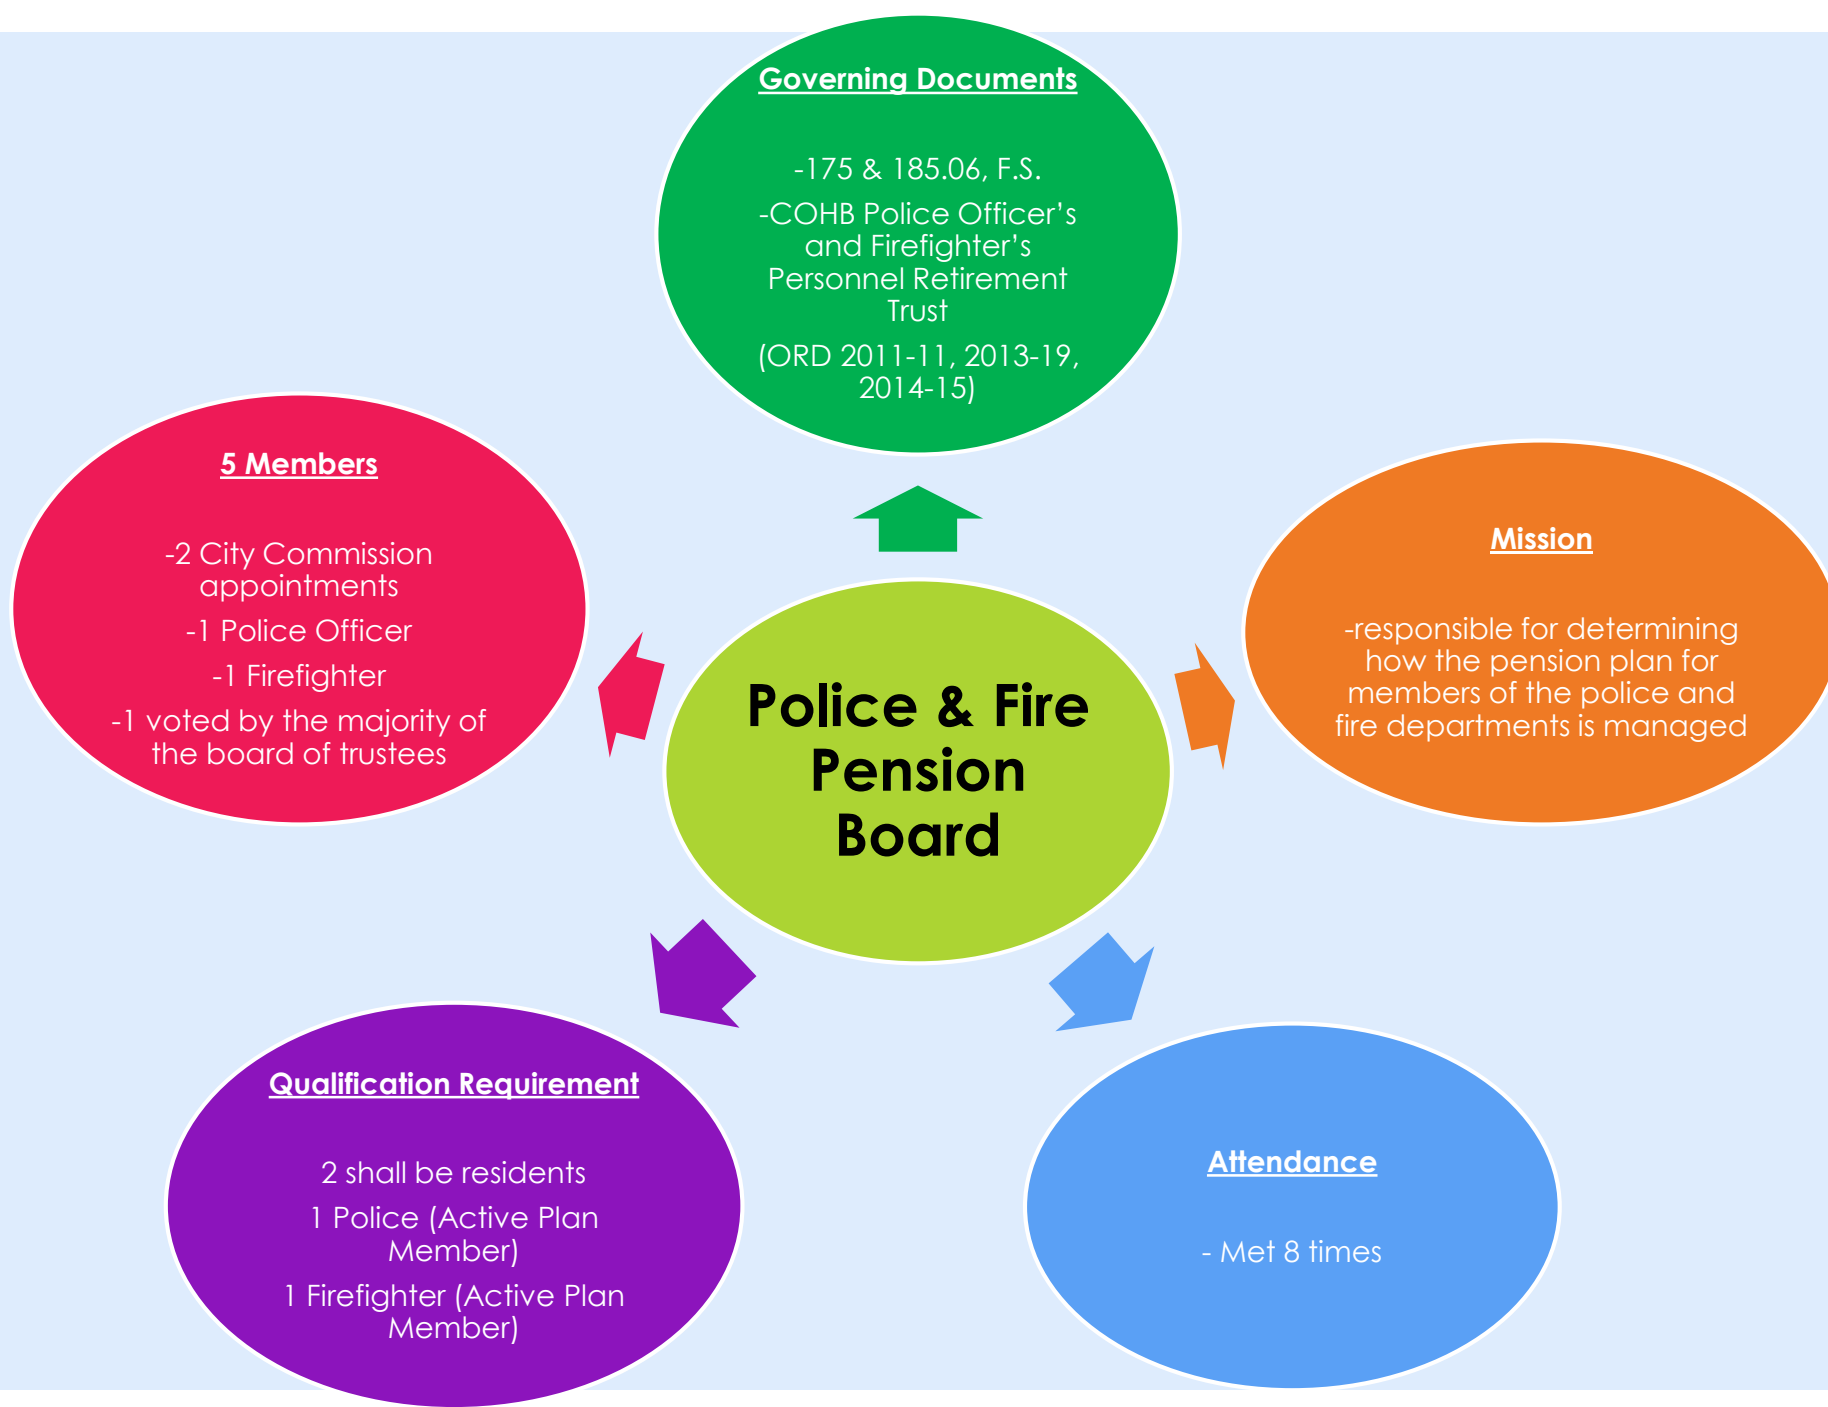 Governing Documents
-175 & 185.06, F.S.
-COHB Police Officer’s
and Firefighter’s
Personnel Retirement
Trust
(ORD 2011-11, 2013-19,
2014-15)
5 Members
-2 City Commission
appointments
-1 Police Officer
-1 Firefighter
-1 voted by the majority of
the board of trustees
Mission
-responsible for determining
how the pension plan for
members of the police and
fire departments is managed
Police & Fire
Pension
Board
Qualification Requirement
2 shall be residents
1 Police (Active Plan
Member)
1 Firefighter (Active Plan
Member)
Attendance
- Met 8 times